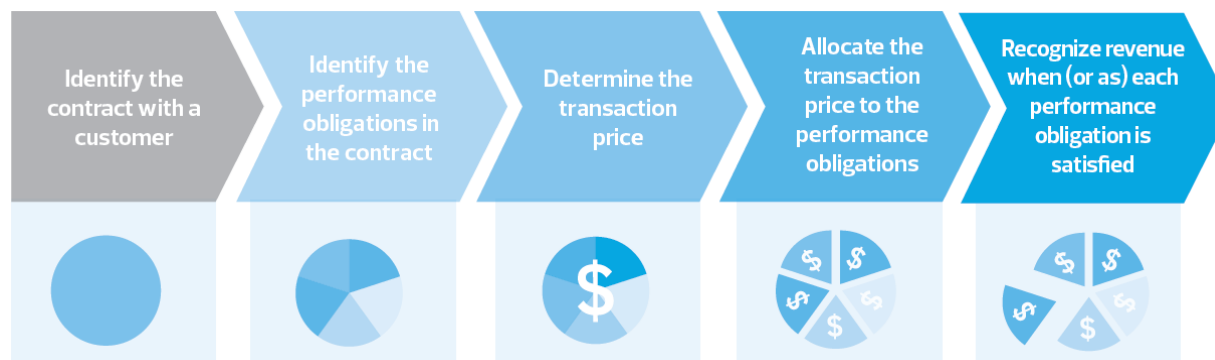 Identify the
contract with a
customer
Identify the
performance
obligations in
the contract
Determine the
transaction
price
Allocate the
transaction
price to the
performance
obligations
Recognize revenue
when (or as) each
performance
obligation is
satisfied
$
$
$
$
$
$
$
$
$
$
$